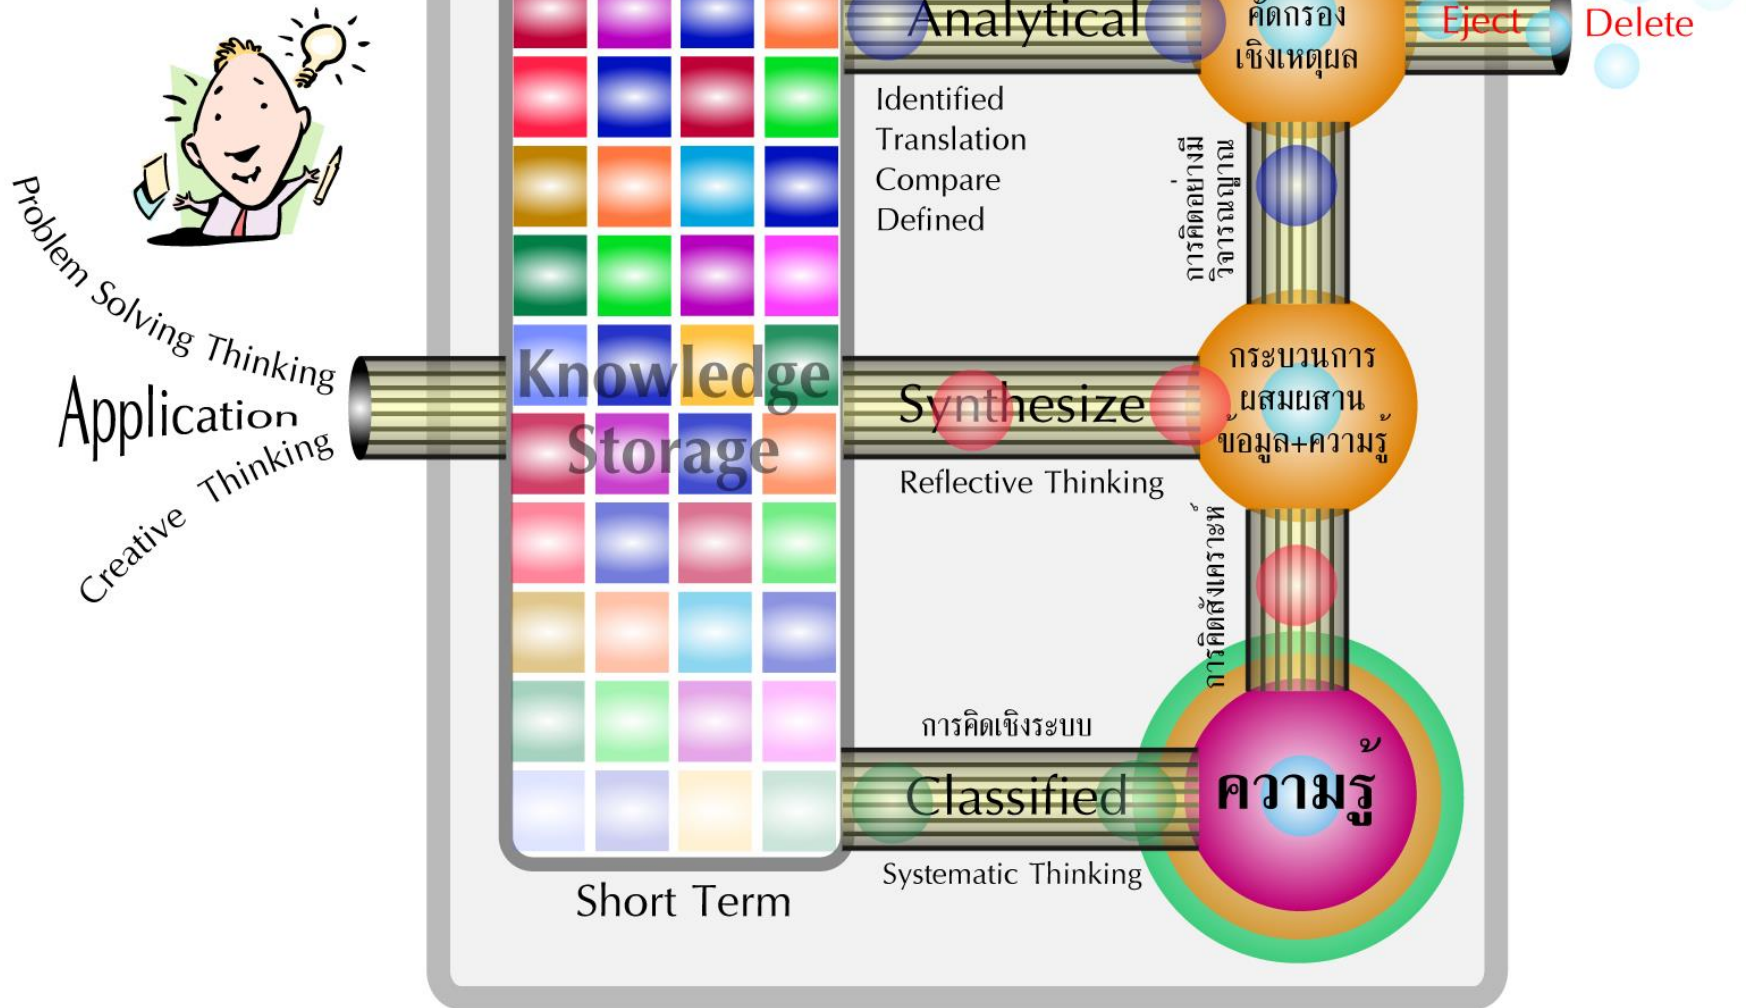 Analytical
คัดกรอง
เชิงเหตุผล
Eject
Delete
Identified
Translation
Compare
Defined
การคิดอย่างมี
วิจารณญาณ
Problem Solving Thinking
Application
Creative Thinking
Knowledge
Storage
Synthesize
Reflective Thinking
กระบวนการ
ผสมผสาน
ข้อมูล+ความรู้
การคิดสังเคราะห์
การคิดเชิงระบบ
Classified
Systematic Thinking
ความรู้
Short Term